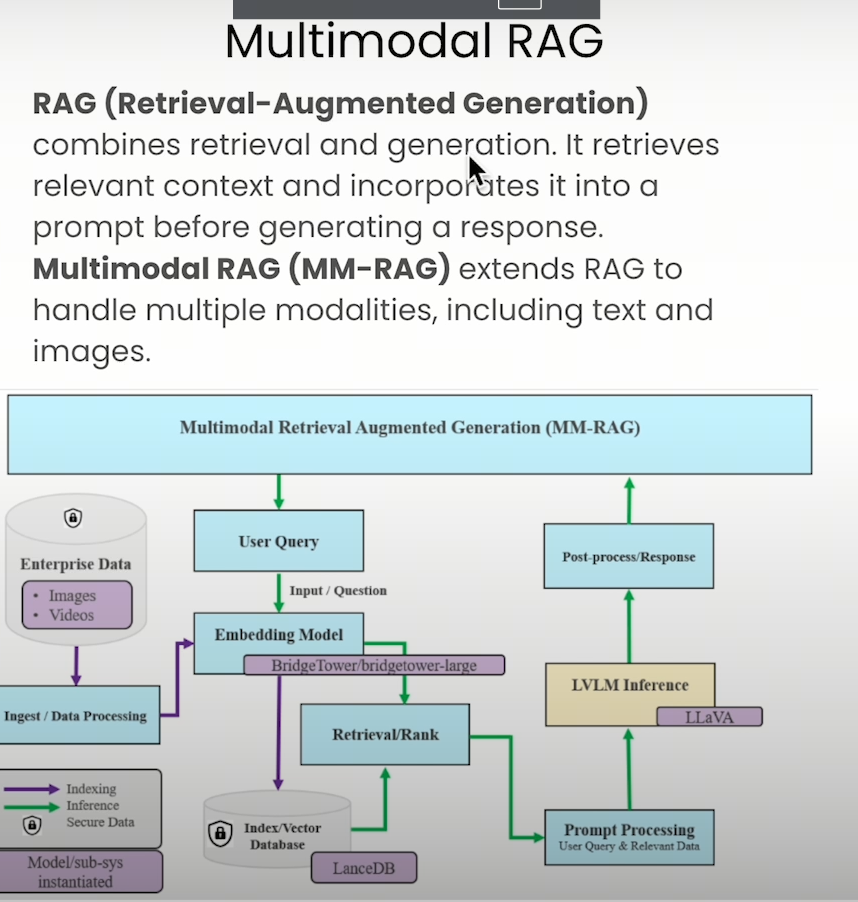 Multimodal RAG
RAG (Retrieval-Augmented Generation)
combines retrieval and generation. It retrieves
relevant context and incorporates it into a
prompt before generating a response.
Multimodal RAG (MM-RAG) extends RAG to
handle multiple modalities, including text and
images.
Multimodal Retrieval Augmented Generation (MM-RAG)
Enterprise Data
• Images
• Videos
Ingest / Data Processing
User Query
Input / Question
Embedding Model
BridgeTower/bridgetower-large
Retrieval/Rank
Index/Vector
Database
LanceDB
Prompt Processing
User Query & Relevant Data
LVLM Inference
LLaVA
Post-process/Response
Indexing
Inference
Secure Data
Model/sub-sys
instantiated